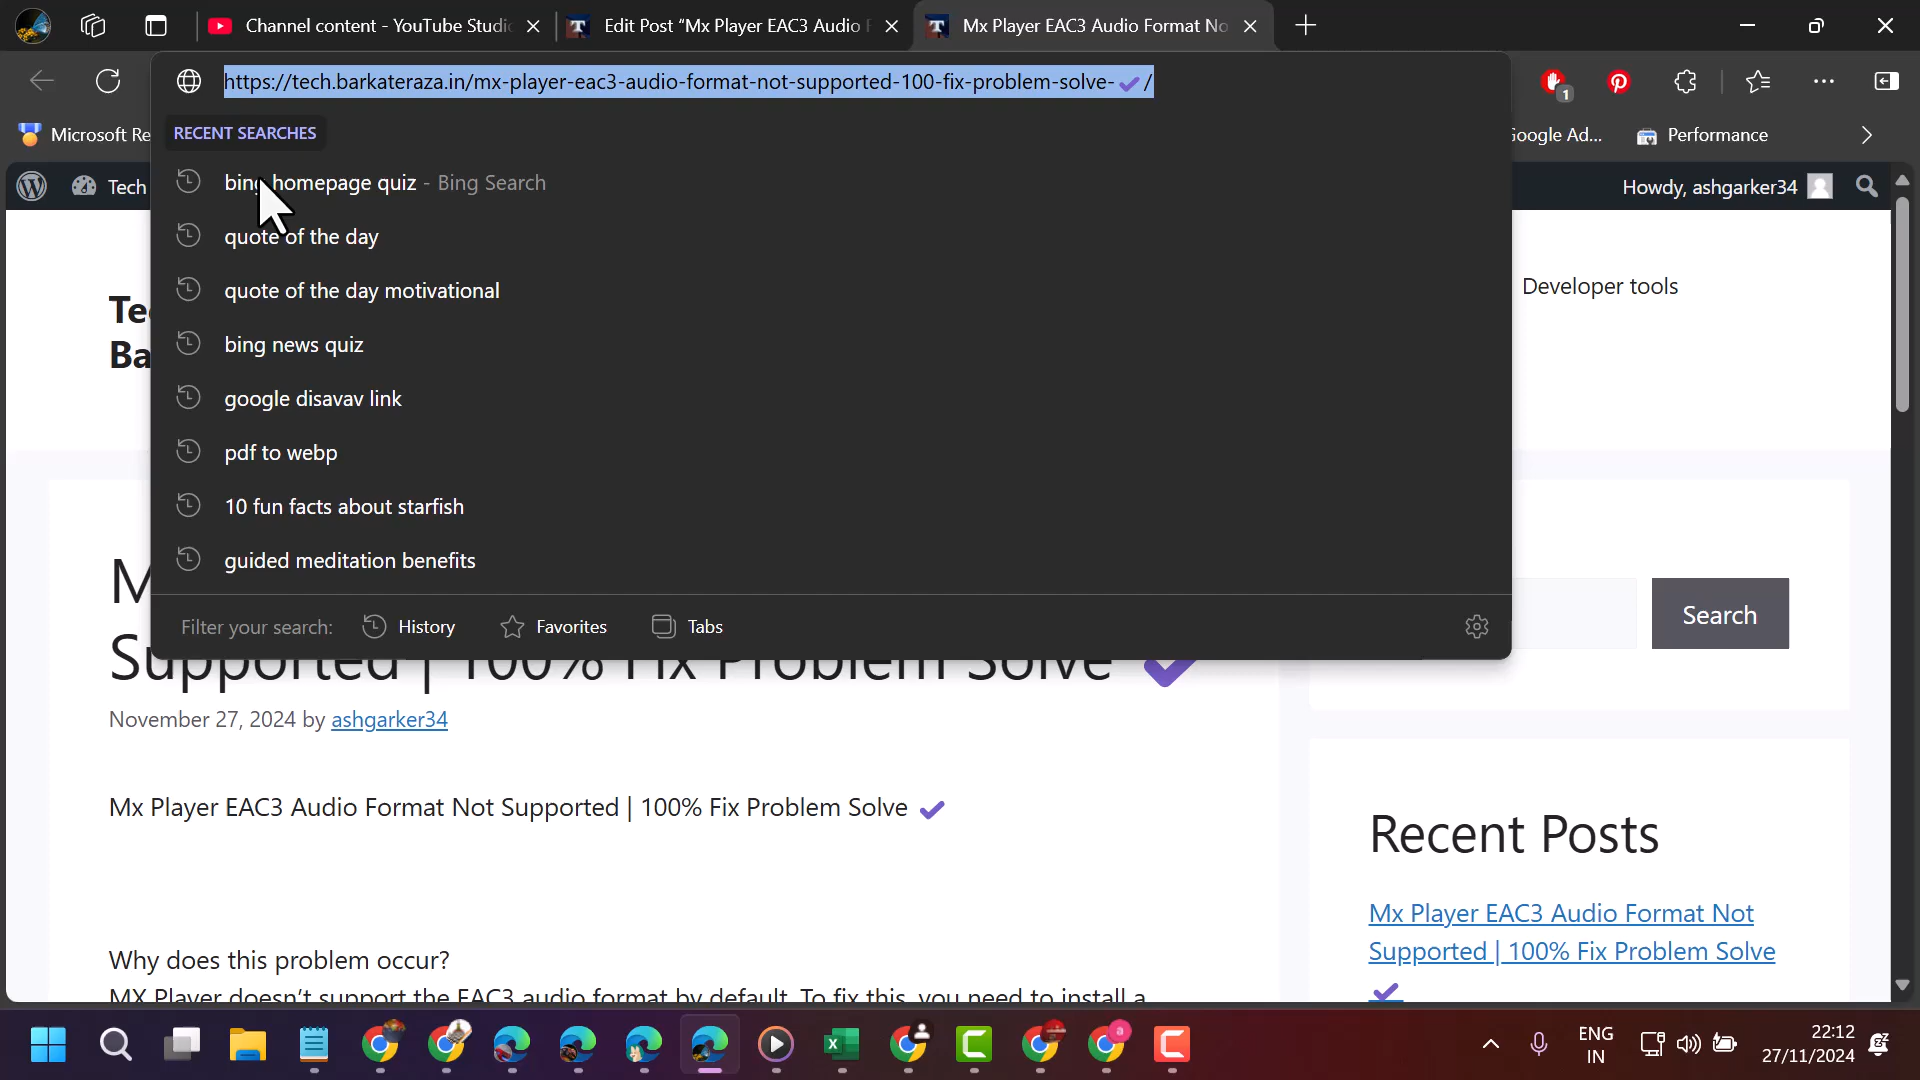 Channel content - YouTube Studio
Edit Post “Mx Player EAC3 Audio F
Mx Player EAC3 Audio Format No
https://tech.barkateraza.in/mx-player-eac3-audio-format-not-supported-100-fix-problem-solve-✔/
1
Microsoft Re
Google Ad...
Performance
RECENT SEARCHES
bing homepage quiz - Bing Search
quote of the day
quote of the day motivational
bing news quiz
google disavav link
pdf to webp
10 fun facts about starfish
guided meditation benefits
Filter your search:
History
Favorites
Tabs
Tech
Howdy, ashgarker34
Te
Ba
Developer tools
M
Supported | 100% Fix Problem Solve ✔
November 27, 2024 by ashgarker34
Mx Player EAC3 Audio Format Not Supported | 100% Fix Problem Solve ✔
Why does this problem occur?
MX Player doesn’t support the EAC3 audio format by default. To fix this, you need to install a
Search
Recent Posts
Mx Player EAC3 Audio Format Not
Supported | 100% Fix Problem Solve
✔
ENG
IN
22:12
27/11/2024